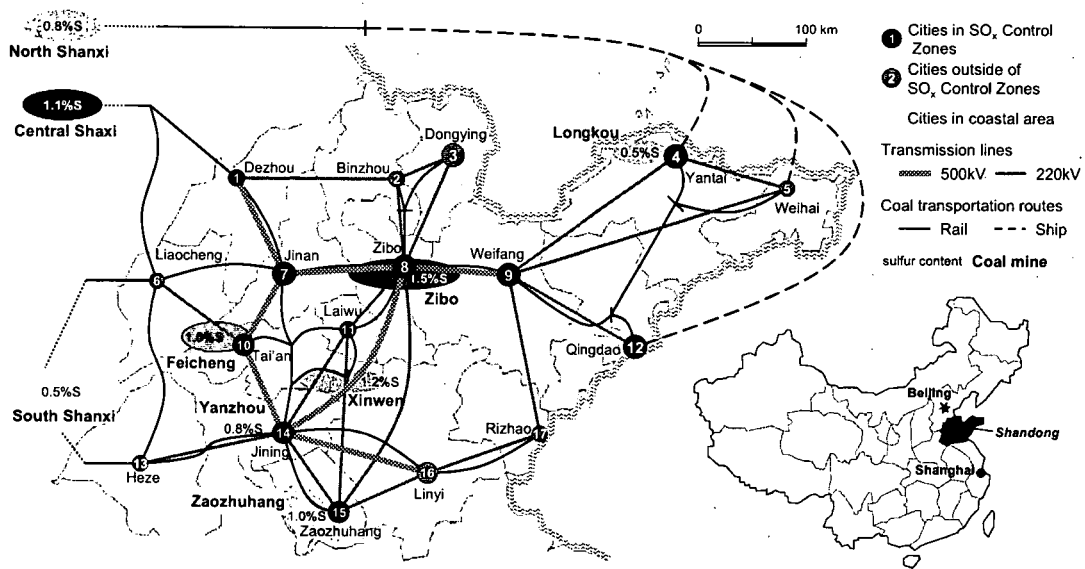 0.8%S
North Shanxi
1.1%S
Central Shaxi
0 100 km
1 Cities in SOx Control
Zones
2 Cities outside of
SOx Control Zones
Cities in coastal area
Transmission lines
500kV 220kV
Coal transportation routes
Rail Ship
sulfur content Coal mine
Dongying
3
Longkou
0.5%S
4
Yantai
5
Weihai
Dezhou
1
Binzhou
2
Liaocheng
6
Jinan
7
Zibo
8
1.5%S
Zibo
Weifang
9
Laiwu
11
10
Tai'an
Feicheng
Qingdao
12
1.2%S
Xinwen
0.5%S
South Shanxi
Yanzhou
0.8%S
14
Jining
13
Heze
Rizhao
17
16
Linyi
Zaozhuhang
1.0%S
15
Zaozhuhang
Beijing
Shandong
Shanghai